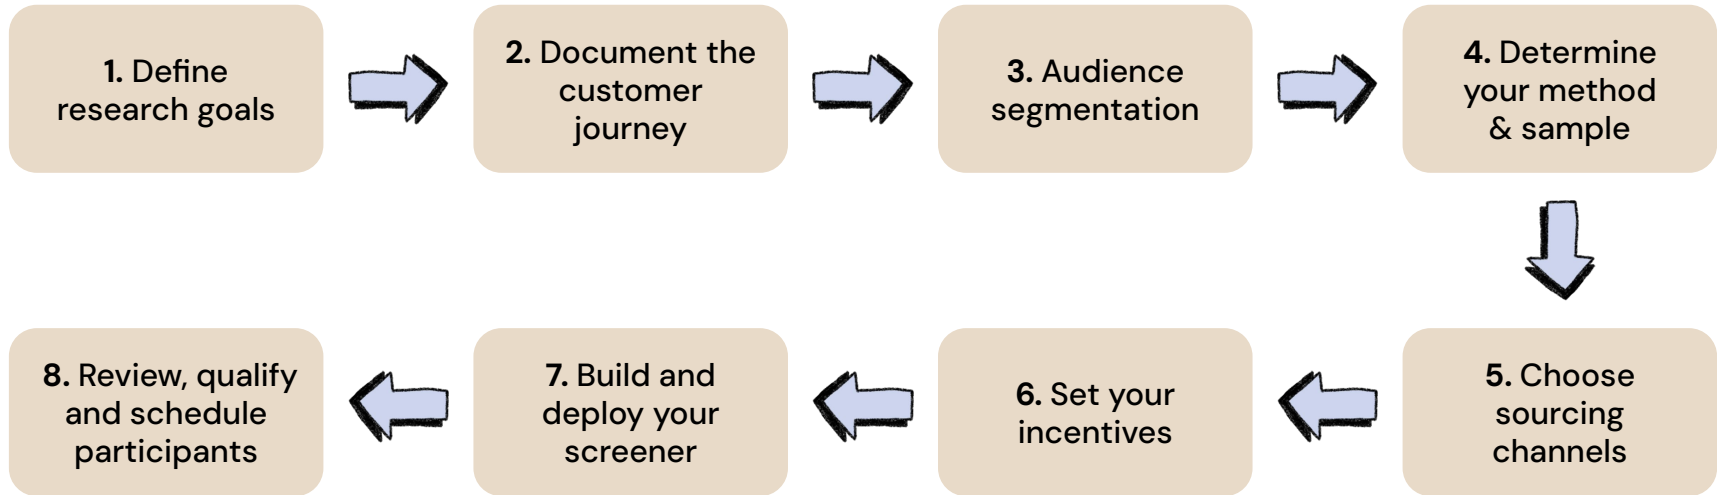 1. Define
research goals
2. Document the
customer
journey
3. Audience
segmentation
4. Determine
your method
& sample
5. Choose
sourcing
channels
6. Set your
incentives
7. Build and
deploy your
screener
8. Review, qualify
and schedule
participants